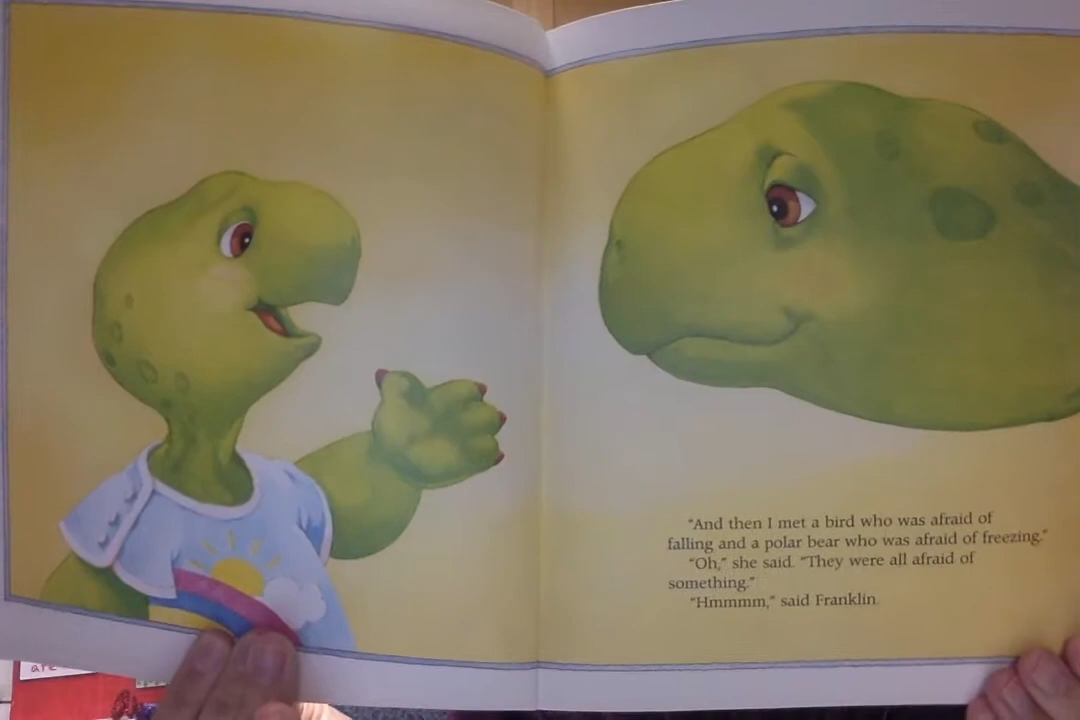 "And then I met a bird who was afraid of
falling and a polar bear who was afraid of freezing."
"Oh," she said. "They were all afraid of
something."
"Hmmmm," said Franklin.
are